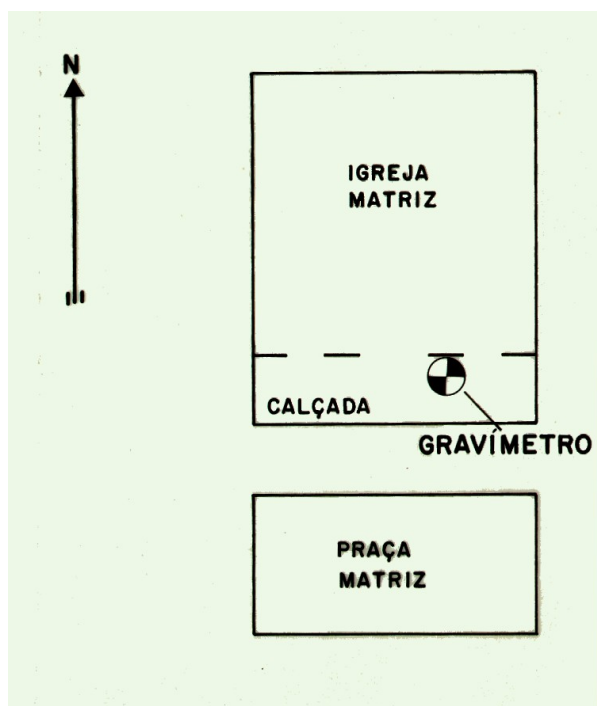 N
IGREJA
MATRIZ
CALÇADA
GRAVÍMETRO
PRAÇA
MATRIZ